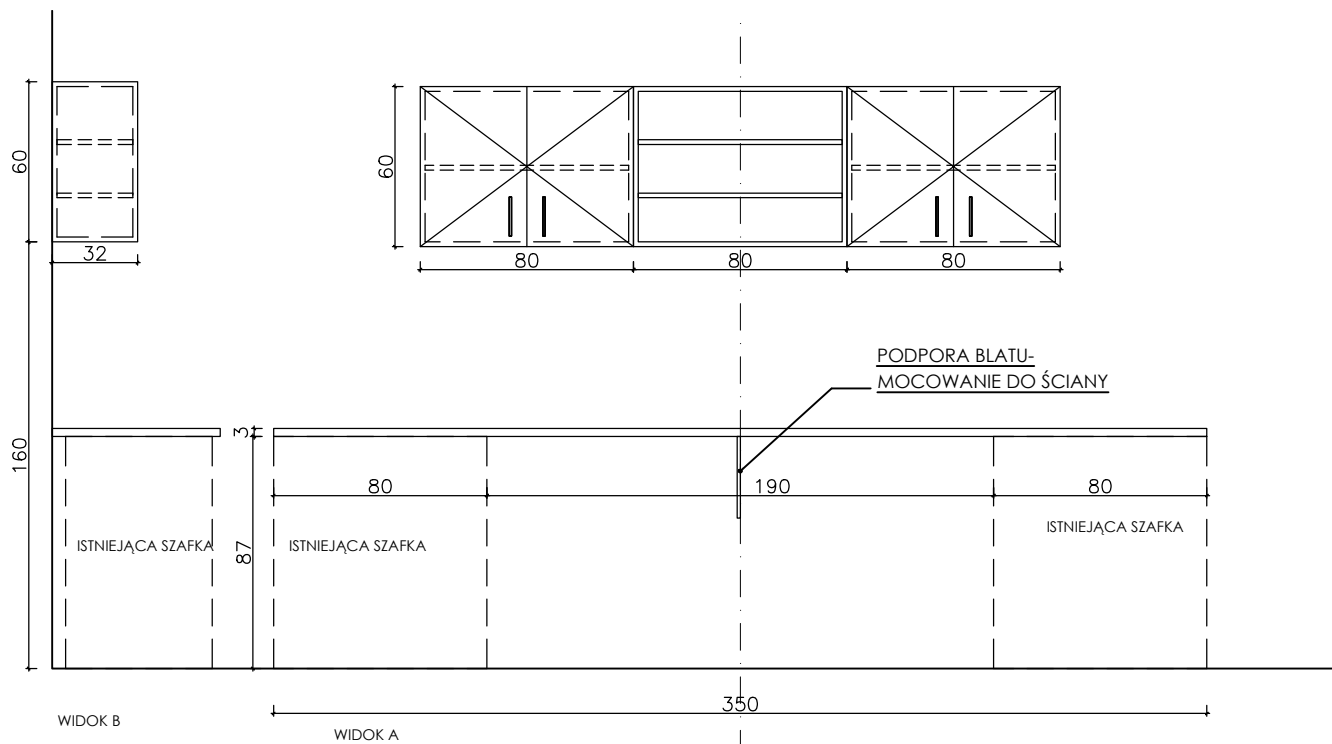 60
32
60
80
80
80
PODPORA BLATU-
MOCOWANIE DO ŚCIANY
160
3
80
190
80
87
ISTNIEJĄCA SZAFKA
ISTNIEJĄCA SZAFKA
ISTNIEJĄCA SZAFKA
350
WIDOK B
WIDOK A